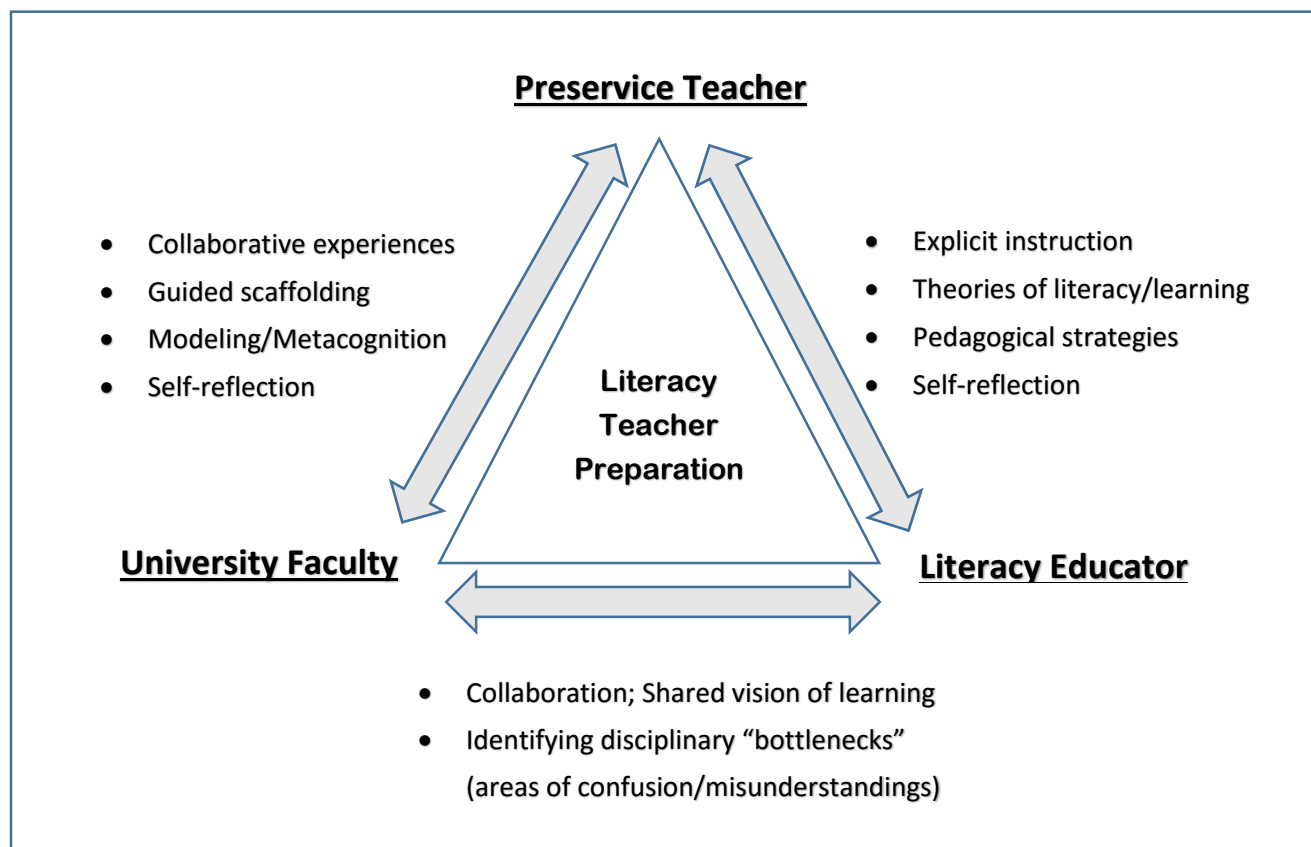 Preservice Teacher
• Collaborative experiences
• Guided scaffolding
• Modeling/Metacognition
• Self-reflection
• Explicit instruction
• Theories of literacy/learning
• Pedagogical strategies
• Self-reflection
Literacy
Teacher
Preparation
University Faculty
Literacy Educator
• Collaboration; Shared vision of learning
• Identifying disciplinary “bottlenecks”
(areas of confusion/misunderstandings)